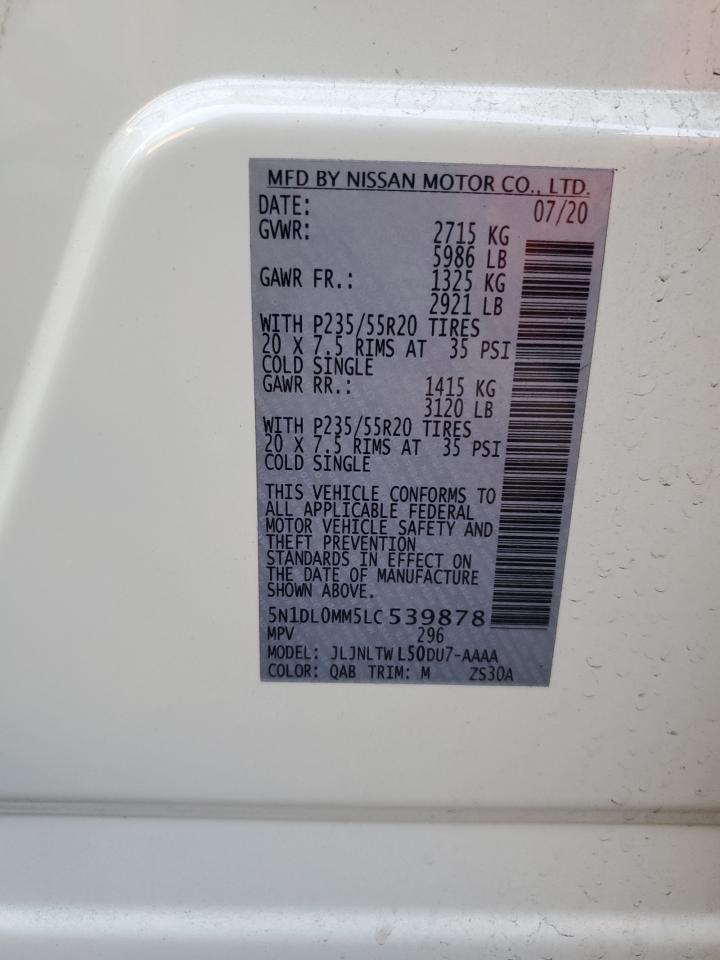 MFD BY NISSAN MOTOR CO., LTD.
DATE: 07/20
GVWR: 2715 KG
5986 LB
GAWR FR.: 1325 KG
2921 LB
WITH P235/55R20 TIRES
20 X 7.5 RIMS AT 35 PSI
COLD SINGLE
GAWR RR.: 1415 KG
3120 LB
WITH P235/55R20 TIRES
20 X 7.5 RIMS AT 35 PSI
COLD SINGLE
THIS VEHICLE CONFORMS TO
ALL APPLICABLE FEDERAL
MOTOR VEHICLE SAFETY AND
THEFT PREVENTION
STANDARDS IN EFFECT ON
THE DATE OF MANUFACTURE
SHOWN ABOVE.
5N1DL0MM5LC 539878
MPV 296
MODEL: JLJNLTW L50DU7-AAAA
COLOR: QAB TRIM: M ZS30A